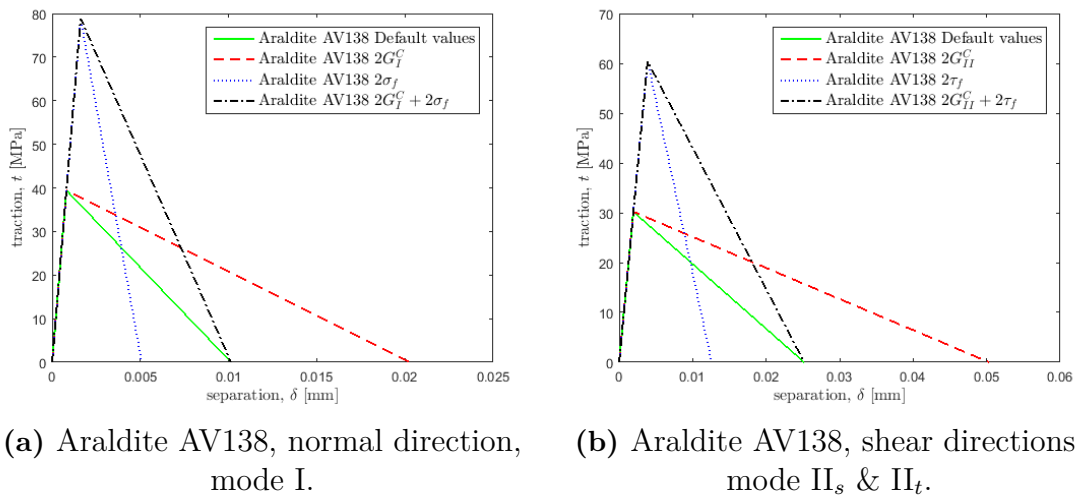 80
70
60
50
40
30
20
10
0
traction, t [MPa]
Araldite AV138 Default values
Araldite AV138 2G_I^C
Araldite AV138 2σ_f
Araldite AV138 2G_I^C + 2σ_f
0 0.005 0.01 0.015 0.02 0.025
separation, δ [mm]
(a) Araldite AV138, normal direction,
mode I.
70
60
50
40
30
20
10
0
traction, t [MPa]
Araldite AV138 Default values
Araldite AV138 2G_{II}^C
Araldite AV138 2τ_f
Araldite AV138 2G_{II}^C + 2τ_f
0 0.01 0.02 0.03 0.04 0.05 0.06
separation, δ [mm]
(b) Araldite AV138, shear directions
mode II_s & II_t.